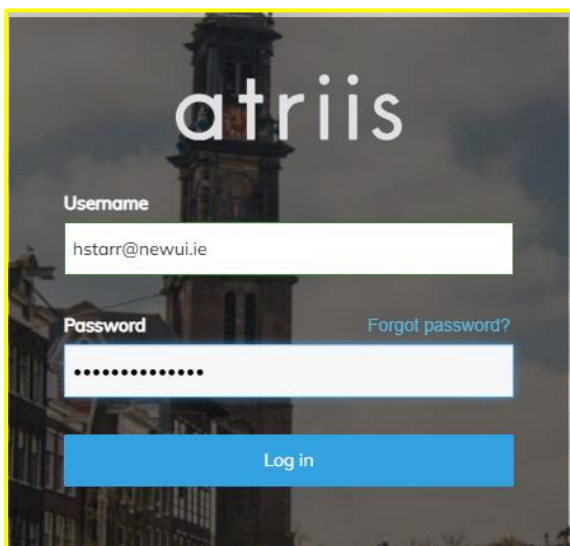 atriis
Username
hstarr@newui.ie
Password Forgot password?
••••••••••••••
Log in